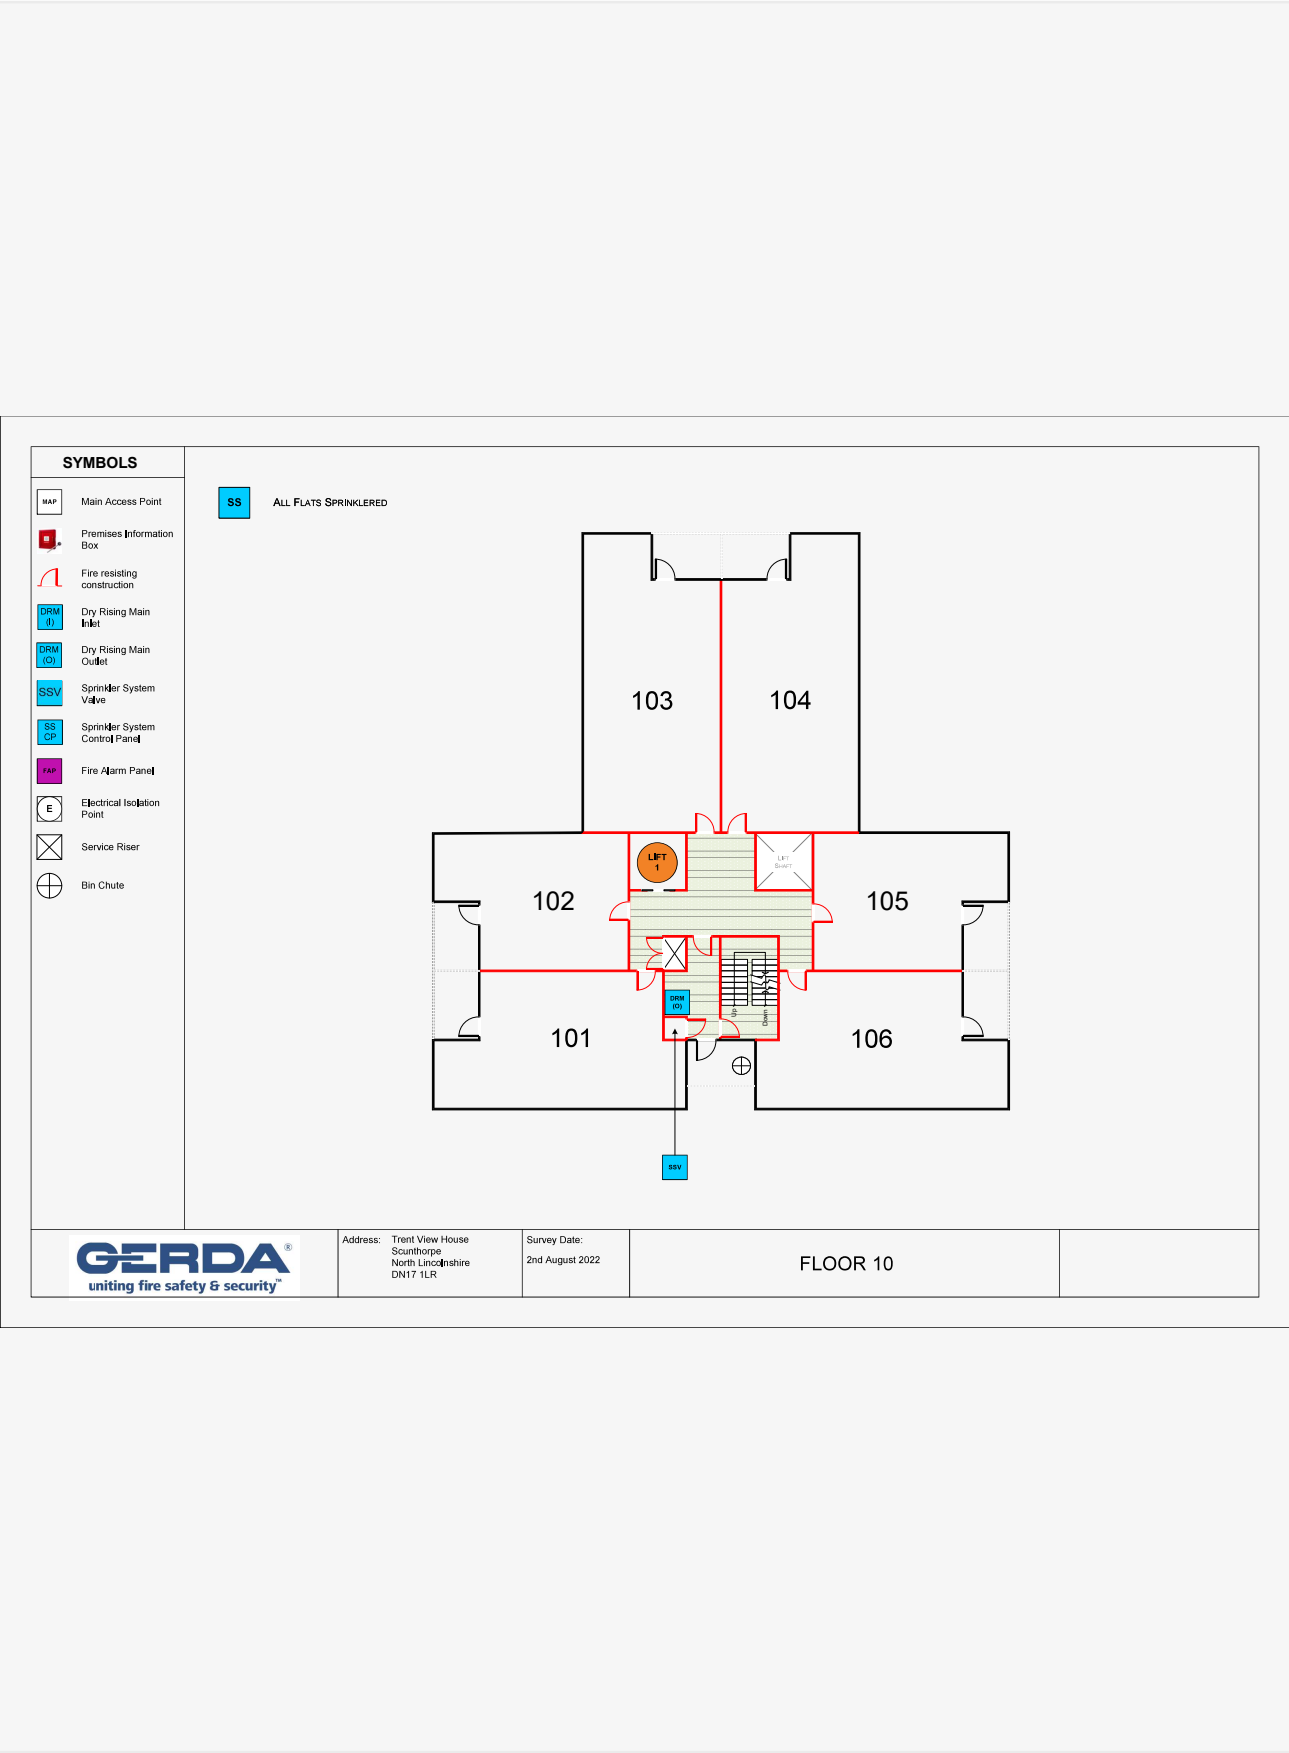 SYMBOLS
MAP
Main Access Point
Premises Information
Box
Fire resisting
construction
DRM
(I)
Dry Rising Main
Inlet
DRM
(O)
Dry Rising Main
Outlet
SSV
Sprinkler System
Valve
SS
CP
Sprinkler System
Control Panel
FAP
Fire Alarm Panel
E
Electrical Isolation
Point
Service Riser
Bin Chute
SS
ALL FLATS SPRINKLERED
103
104
LIFT
1
LIFT
SHAFT
102
105
DRM
(O)
Up
Down
101
106
SSV
GERDA®
uniting fire safety & security™
Address:
Trent View House
Scunthorpe
North Lincolnshire
DN17 1LR
Survey Date:
2nd August 2022
FLOOR 10